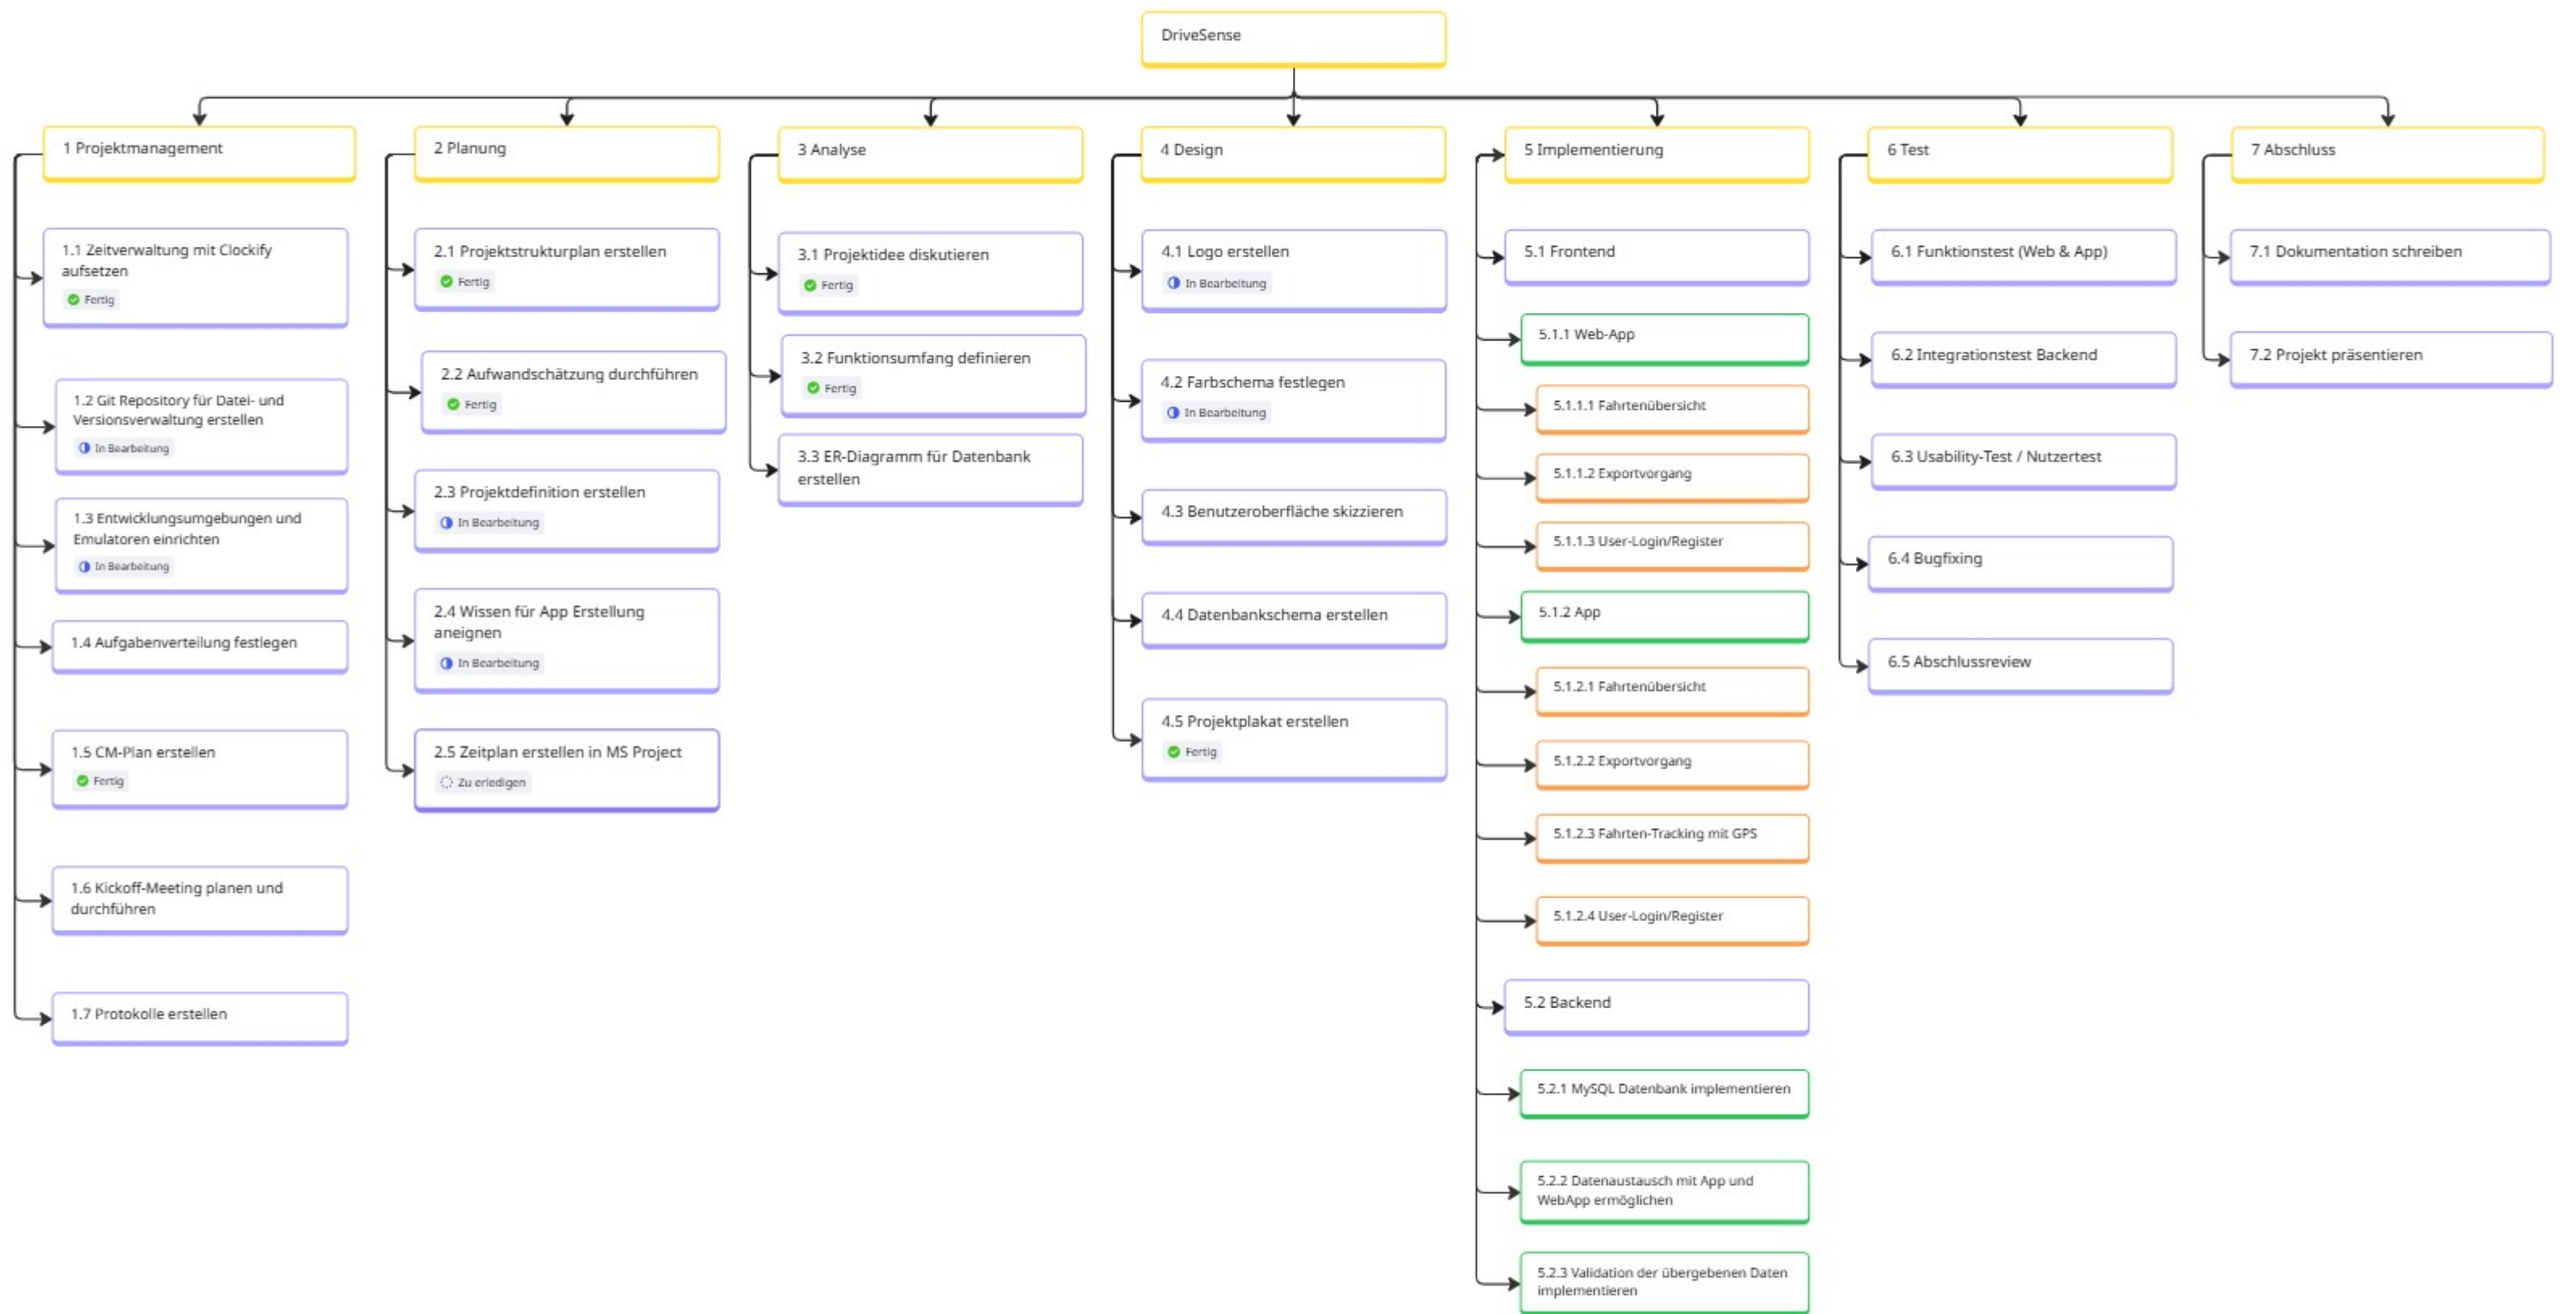 DriveSense
1 Projektmanagement
1.1 Zeitverwaltung mit Clockify
aufsetzen
Fertig
1.2 Git Repository für Datei- und
Versionsverwaltung erstellen
In Bearbeitung
1.3 Entwicklungsumgebungen und
Emulatoren einrichten
In Bearbeitung
1.4 Aufgabenverteilung festlegen
1.5 CM-Plan erstellen
Fertig
1.6 Kickoff-Meeting planen und
durchführen
1.7 Protokolle erstellen
2 Planung
2.1 Projektstrukturplan erstellen
Fertig
2.2 Aufwandschätzung durchführen
Fertig
2.3 Projektdefinition erstellen
In Bearbeitung
2.4 Wissen für App Erstellung
aneignen
In Bearbeitung
2.5 Zeitplan erstellen in MS Project
Zu erledigen
3 Analyse
3.1 Projektidee diskutieren
Fertig
3.2 Funktionsumfang definieren
Fertig
3.3 ER-Diagramm für Datenbank
erstellen
4 Design
4.1 Logo erstellen
In Bearbeitung
4.2 Farbschema festlegen
In Bearbeitung
4.3 Benutzeroberfläche skizzieren
4.4 Datenbankschema erstellen
4.5 Projektplakat erstellen
Fertig
5 Implementierung
5.1 Frontend
5.1.1 Web-App
5.1.1.1 Fahrtenübersicht
5.1.1.2 Exportvorgang
5.1.1.3 User-Login/Register
5.1.2 App
5.1.2.1 Fahrtenübersicht
5.1.2.2 Exportvorgang
5.1.2.3 Fahrten-Tracking mit GPS
5.1.2.4 User-Login/Register
5.2 Backend
5.2.1 MySQL Datenbank implementieren
5.2.2 Datenaustausch mit App und
WebApp ermöglichen
5.2.3 Validation der übergebenen Daten
implementieren
6 Test
6.1 Funktionstest (Web & App)
6.2 Integrationstest Backend
6.3 Usability-Test / Nutzertest
6.4 Bugfixing
6.5 Abschlussreview
7 Abschluss
7.1 Dokumentation schreiben
7.2 Projekt präsentieren